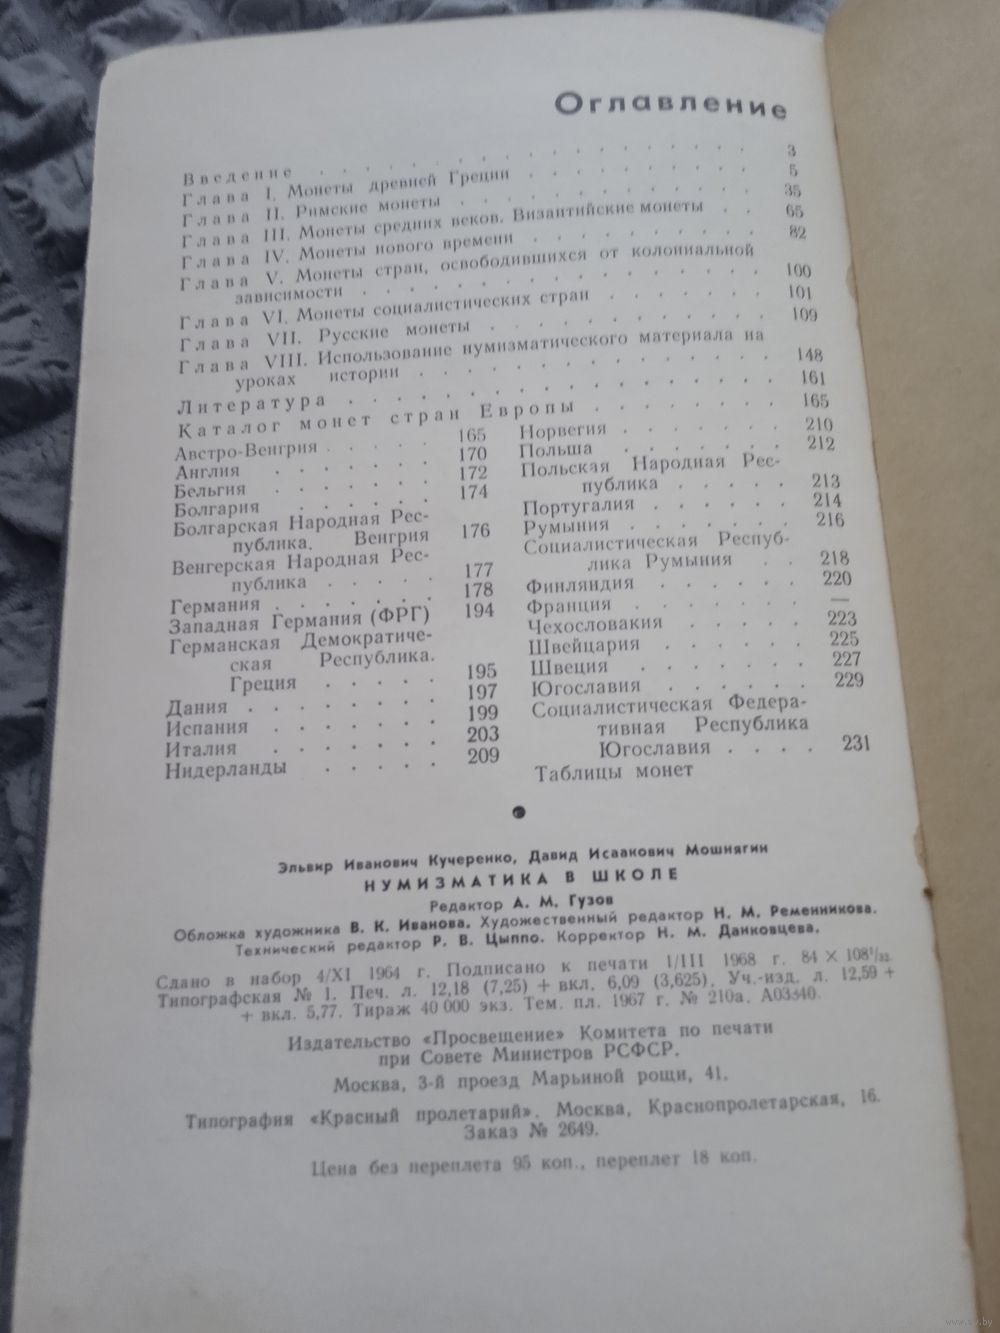 Оглавление
Введение . . . . . . . . . . . . . . . . . 3
Глава I. Монеты древней Греции . . . . . . . . . 5
Глава II. Римские монеты . . . . . . . . . . . . 35
Глава III. Монеты средних веков. Византийские монеты . . 65
Глава IV. Монеты нового времени . . . . . . . . . 82
Глава V. Монеты стран, освободившихся от колониальной
зависимости . . . . . . . . . . . . . . . 100
Глава VI. Монеты социалистических стран . . . . . . 101
Глава VII. Русские монеты . . . . . . . . . . . 109
Глава VIII. Использование нумизматического материала на
уроках истории . . . . . . . . . . . . . 148
Литература . . . . . . . . . . . . . . . . 161
Каталог монет стран Европы . . . . . . . . 165
Австро-Венгрия . . . . 165
Англия . . . . . . 170
Бельгия . . . . . . 172
Болгария . . . . . 174
Болгарская Народная Рес-
публика. Венгрия 176
Венгерская Народная Рес-
публика . . . . . 177
Германия . . . . . . 178
Западная Германия (ФРГ) 194
Германская Демократиче-
ская Республика.
Греция . . . . . 195
Дания . . . . . . . 197
Испания . . . . . . 199
Италия . . . . . . 203
Нидерланды . . . . . 209
Норвегия . . . . . . 210
Польша . . . . . . 212
Польская Народная Рес-
публика . . . . . 213
Португалия . . . . . 214
Румыния . . . . . . 216
Социалистическая Респуб-
лика Румыния . . 218
Финляндия . . . . . 220
Франция . . . . . . —
Чехословакия . . . . . 223
Швейцария . . . . . 225
Швеция . . . . . . 227
Югославия . . . . . 229
Социалистическая Федера-
тивная Республика
Югославия . . . . 231
Таблицы монет
Эльвир Иванович Кучеренко, Давид Исаакович Мошнягин
НУМИЗМАТИКА В ШКОЛЕ
Редактор А. М. Гузов
Обложка художника В. К. Иванова. Художественный редактор Н. М. Ременникова.
Технический редактор Р. В. Цыппо. Корректор Н. М. Данковцева.
Сдано в набор 4/XI 1964 г. Подписано к печати 1/III 1968 г. 84 × 108¹/₃₂.
Типографская № 1. Печ. л. 12,18 (7,25) + вкл. 6,09 (3,625). Уч.-изд. л. 12,59 +
+ вкл. 5,77. Тираж 40 000 экз. Тем. пл. 1967 г. № 210а. А03340.
Издательство «Просвещение» Комитета по печати
при Совете Министров РСФСР.
Москва, 3-й проезд Марьиной рощи, 41.
Типография «Красный пролетарий». Москва, Краснопролетарская, 16.
Заказ № 2649.
Цена без переплета 95 коп., переплет 18 коп.